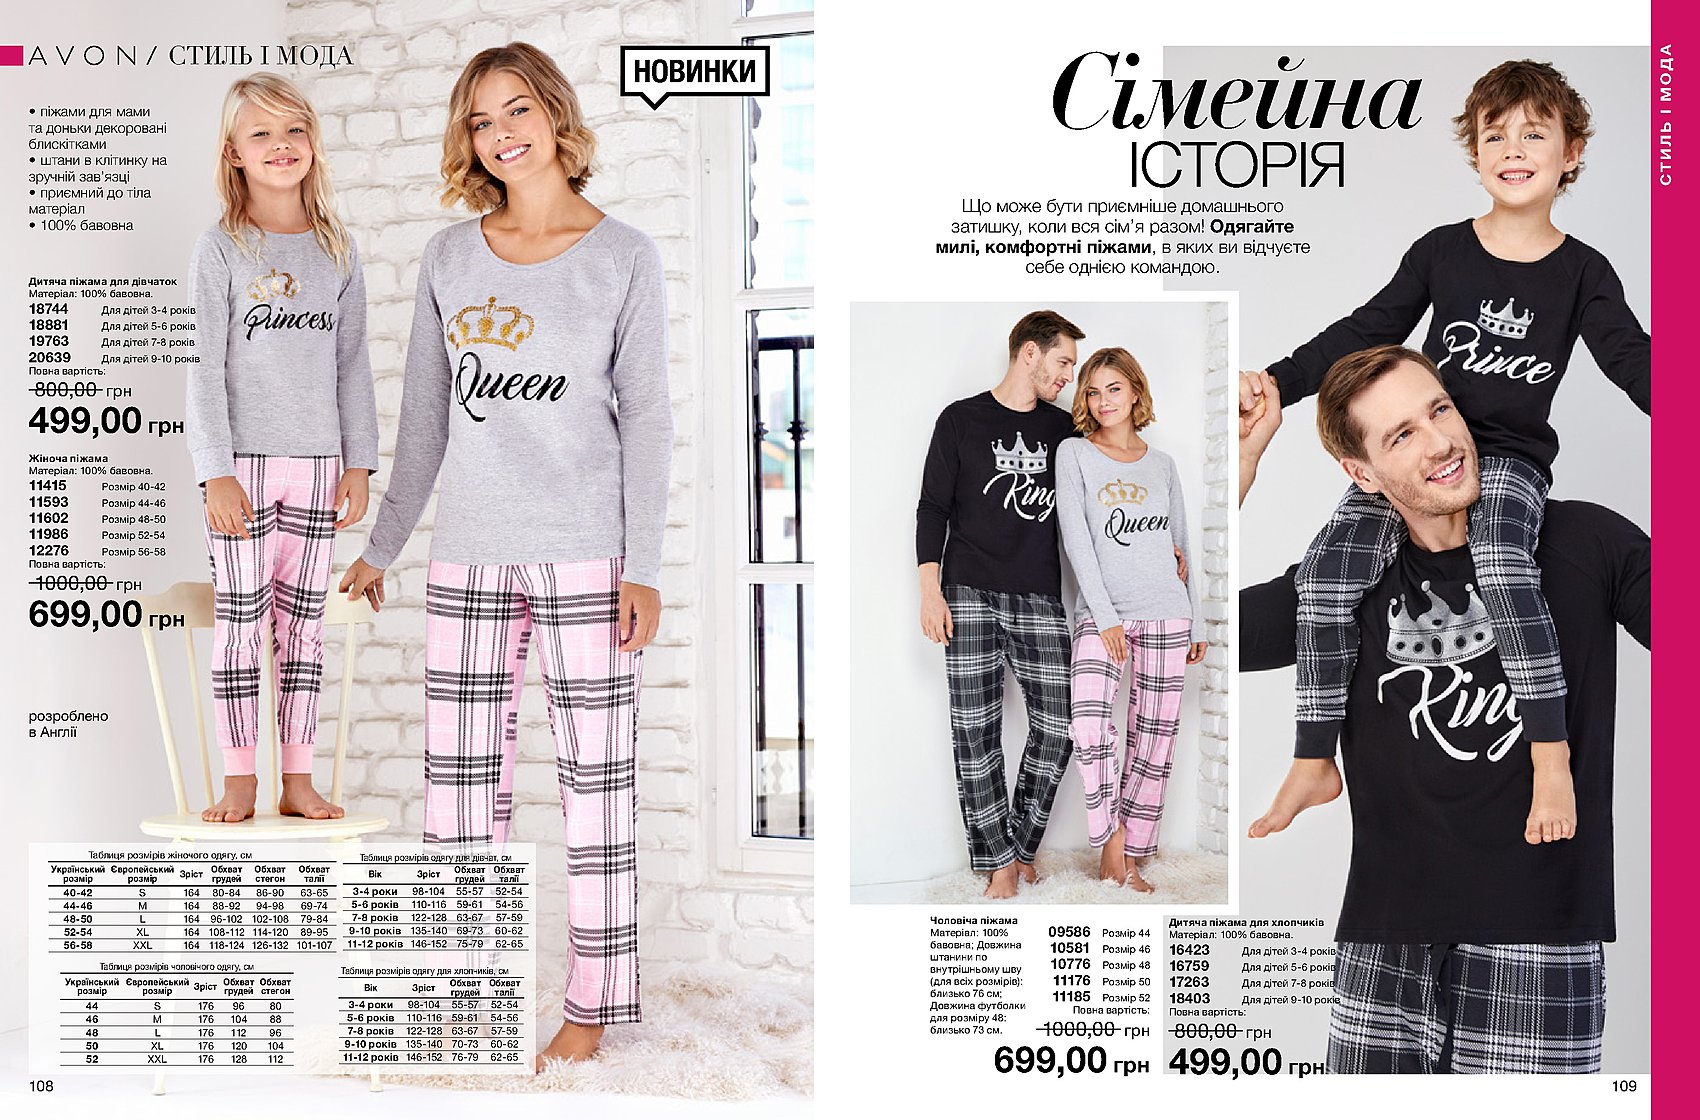 AVON / СТИЛЬ І МОДА
НОВИНКИ
• піжами для мами
та доньки декоровані
блискітками
• штани в клітинку на
зручній зав'язці
• приємний до тіла
матеріал
• 100% бавовна
Дитяча піжама для дівчаток
Матеріал: 100% бавовна.
18744 Для дітей 3-4 років
18881 Для дітей 5-6 років
19763 Для дітей 7-8 років
20639 Для дітей 9-10 років
Повна вартість:
800,00 грн
499,00 грн
Жіноча піжама
Матеріал: 100% бавовна.
11415 Розмір 40-42
11593 Розмір 44-46
11602 Розмір 48-50
11986 Розмір 52-54
12276 Розмір 56-58
Повна вартість:
1000,00 грн
699,00 грн
розроблено
в Англії
Princess
Queen
Таблиця розмірів жіночого одягу, см
Український розмір Європейський розмір Зріст Обхват грудей Обхват стегон Обхват талії
40-42 S 164 80-84 86-90 63-65
44-46 M 164 88-92 94-98 69-74
48-50 L 164 96-102 102-108 79-84
52-54 XL 164 108-112 114-120 89-95
56-58 XXL 164 118-124 126-132 101-107
Таблиця розмірів одягу для дівчат, см
Вік Зріст Обхват грудей Обхват талії
3-4 роки 98-104 55-57 52-54
5-6 років 110-116 59-61 54-56
7-8 років 122-128 63-67 57-59
9-10 років 135-140 69-73 60-62
11-12 років 146-152 75-79 62-65
Таблиця розмірів чоловічого одягу, см
Український розмір Європейський розмір Зріст Обхват грудей Обхват стегон
44 S 176 96 80
46 M 176 104 88
48 L 176 112 96
50 XL 176 120 104
52 XXL 176 128 112
Таблиця розмірів одягу для хлопчиків, см
Вік Зріст Обхват грудей Обхват талії
3-4 роки 98-104 55-57 52-54
5-6 років 110-116 59-61 54-56
7-8 років 122-128 63-67 57-59
9-10 років 135-140 70-73 60-62
11-12 років 146-152 76-79 62-65
108
Сімейна
ІСТОРІЯ
Що може бути приємніше домашнього
затишку, коли вся сім'я разом! Одягайте
милі, комфортні піжами, в яких ви відчуєте
себе однією командою.
СТИЛЬ І МОДА
King
Queen
Prince
King
Чоловіча піжама
Матеріал: 100%
бавовна; Довжина
штанини по
внутрішньому шву
(для всіх розмірів):
близько 76 см;
Довжина футболки
для розміру 48:
близько 73 см.
09586 Розмір 44
10581 Розмір 46
10776 Розмір 48
11176 Розмір 50
11185 Розмір 52
Повна вартість:
1000,00 грн
699,00 грн
Дитяча піжама для хлопчиків
Матеріал: 100% бавовна.
16423 Для дітей 3-4 років
16759 Для дітей 5-6 років
17263 Для дітей 7-8 років
18403 Для дітей 9-10 років
Повна вартість:
800,00 грн
499,00 грн
109